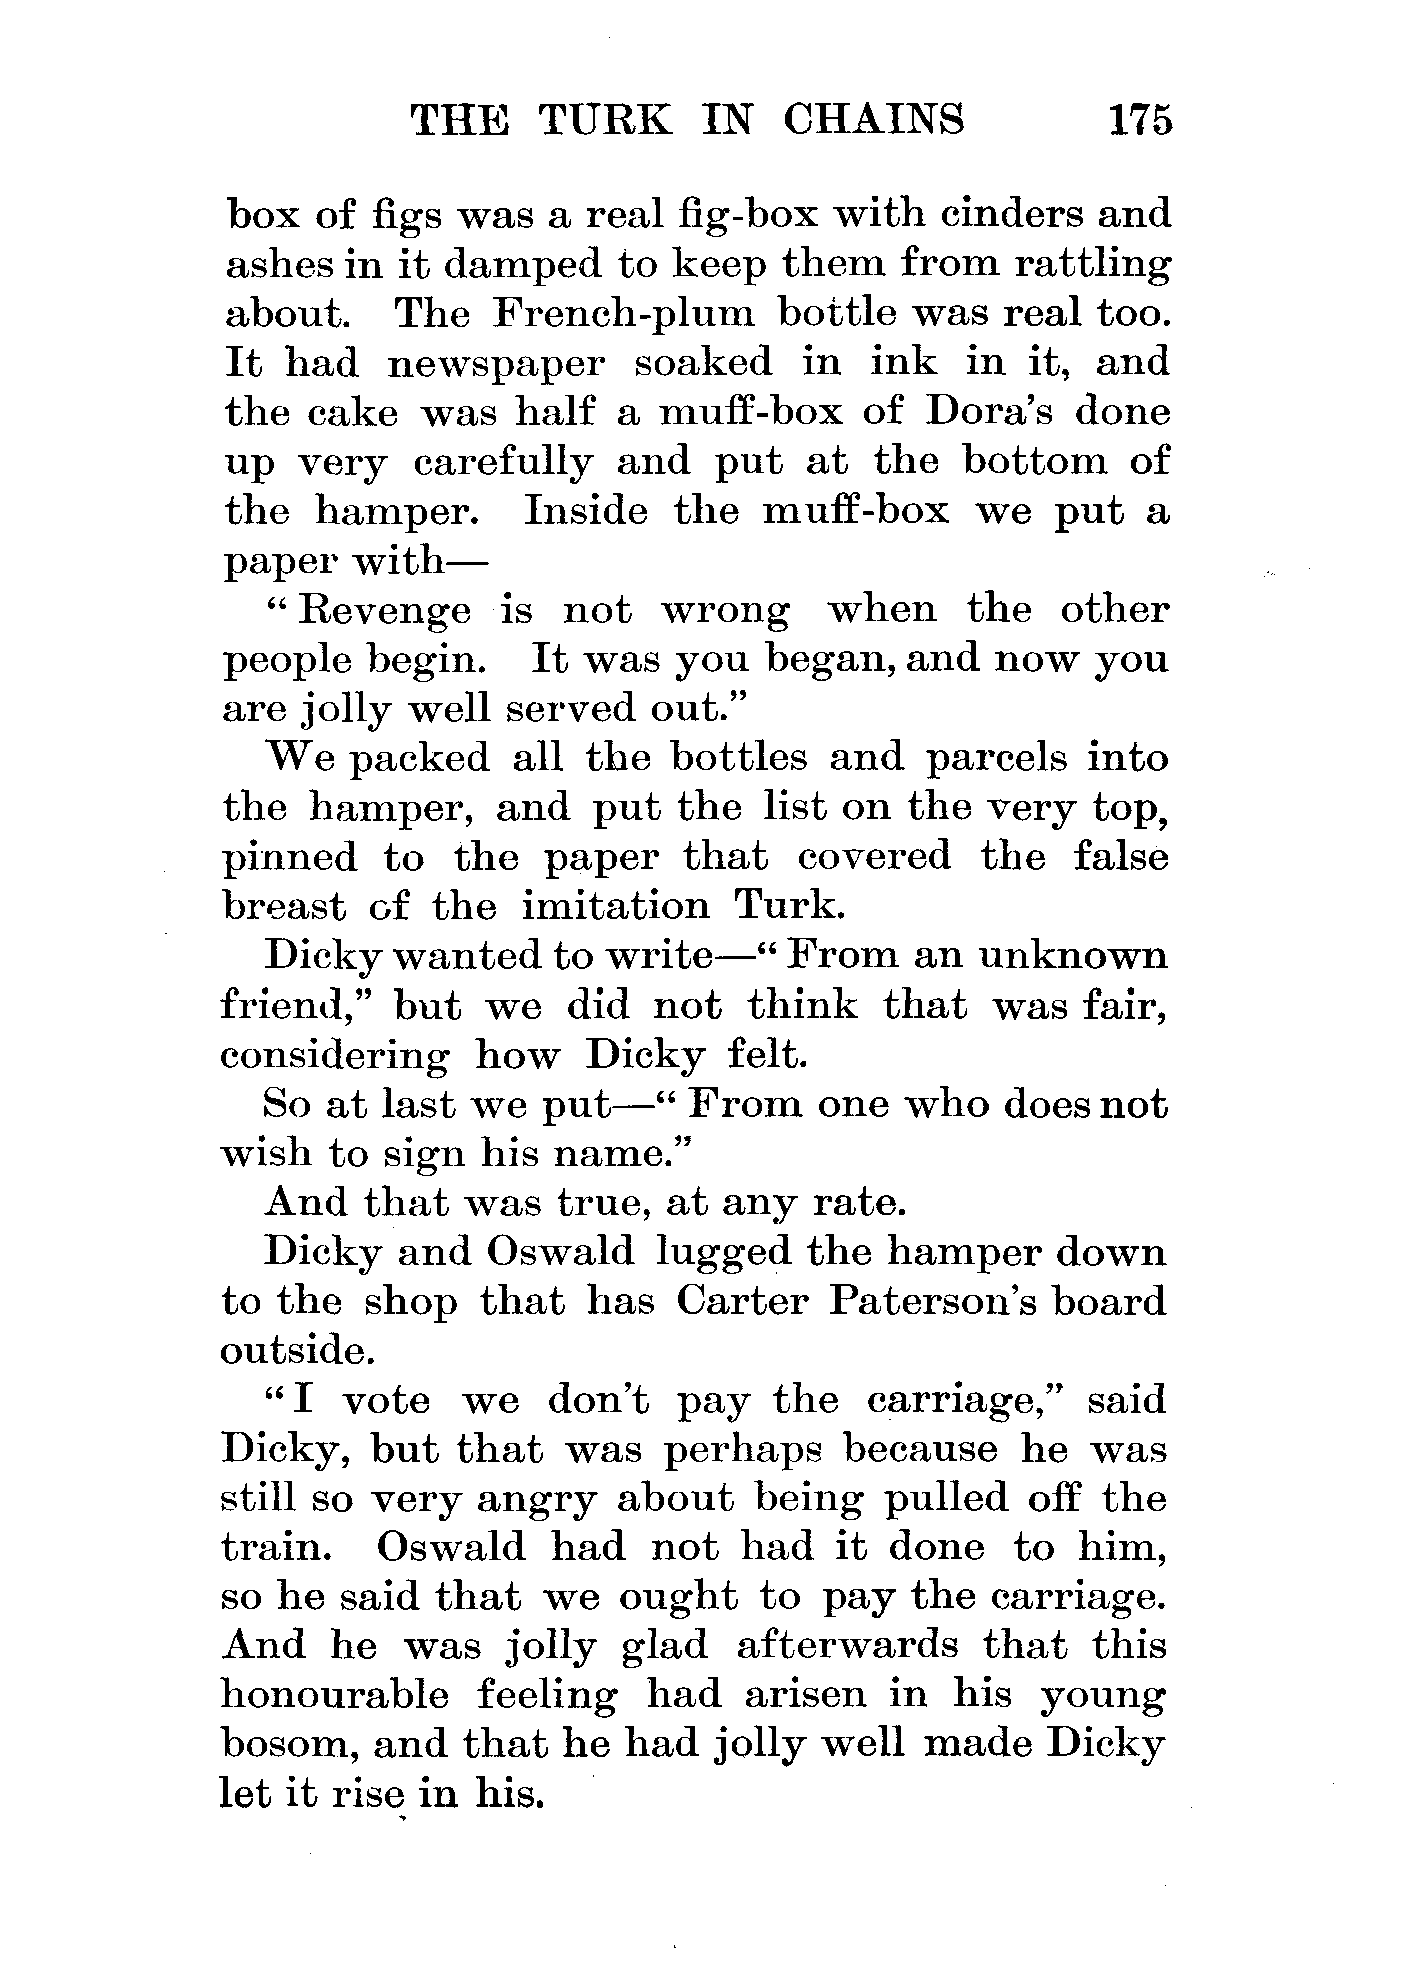 THE TURK IN CHAINS 175
box of figs was a real fig-box with cinders and
ashes in it damped to keep them from rattling
about. The French-plum bottle was real too.
It had newspaper soaked in ink in it, and
the cake was half a muff-box of Dora's done
up very carefully and put at the bottom of
the hamper. Inside the muff-box we put a
paper with—
"Revenge is not wrong when the other
people begin. It was you began, and now you
are jolly well served out."
We packed all the bottles and parcels into
the hamper, and put the list on the very top,
pinned to the paper that covered the false
breast of the imitation Turk.
Dicky wanted to write—"From an unknown
friend," but we did not think that was fair,
considering how Dicky felt.
So at last we put—"From one who does not
wish to sign his name."
And that was true, at any rate.
Dicky and Oswald lugged the hamper down
to the shop that has Carter Paterson's board
outside.
"I vote we don't pay the carriage," said
Dicky, but that was perhaps because he was
still so very angry about being pulled off the
train. Oswald had not had it done to him,
so he said that we ought to pay the carriage.
And he was jolly glad afterwards that this
honourable feeling had arisen in his young
bosom, and that he had jolly well made Dicky
let it rise in his.